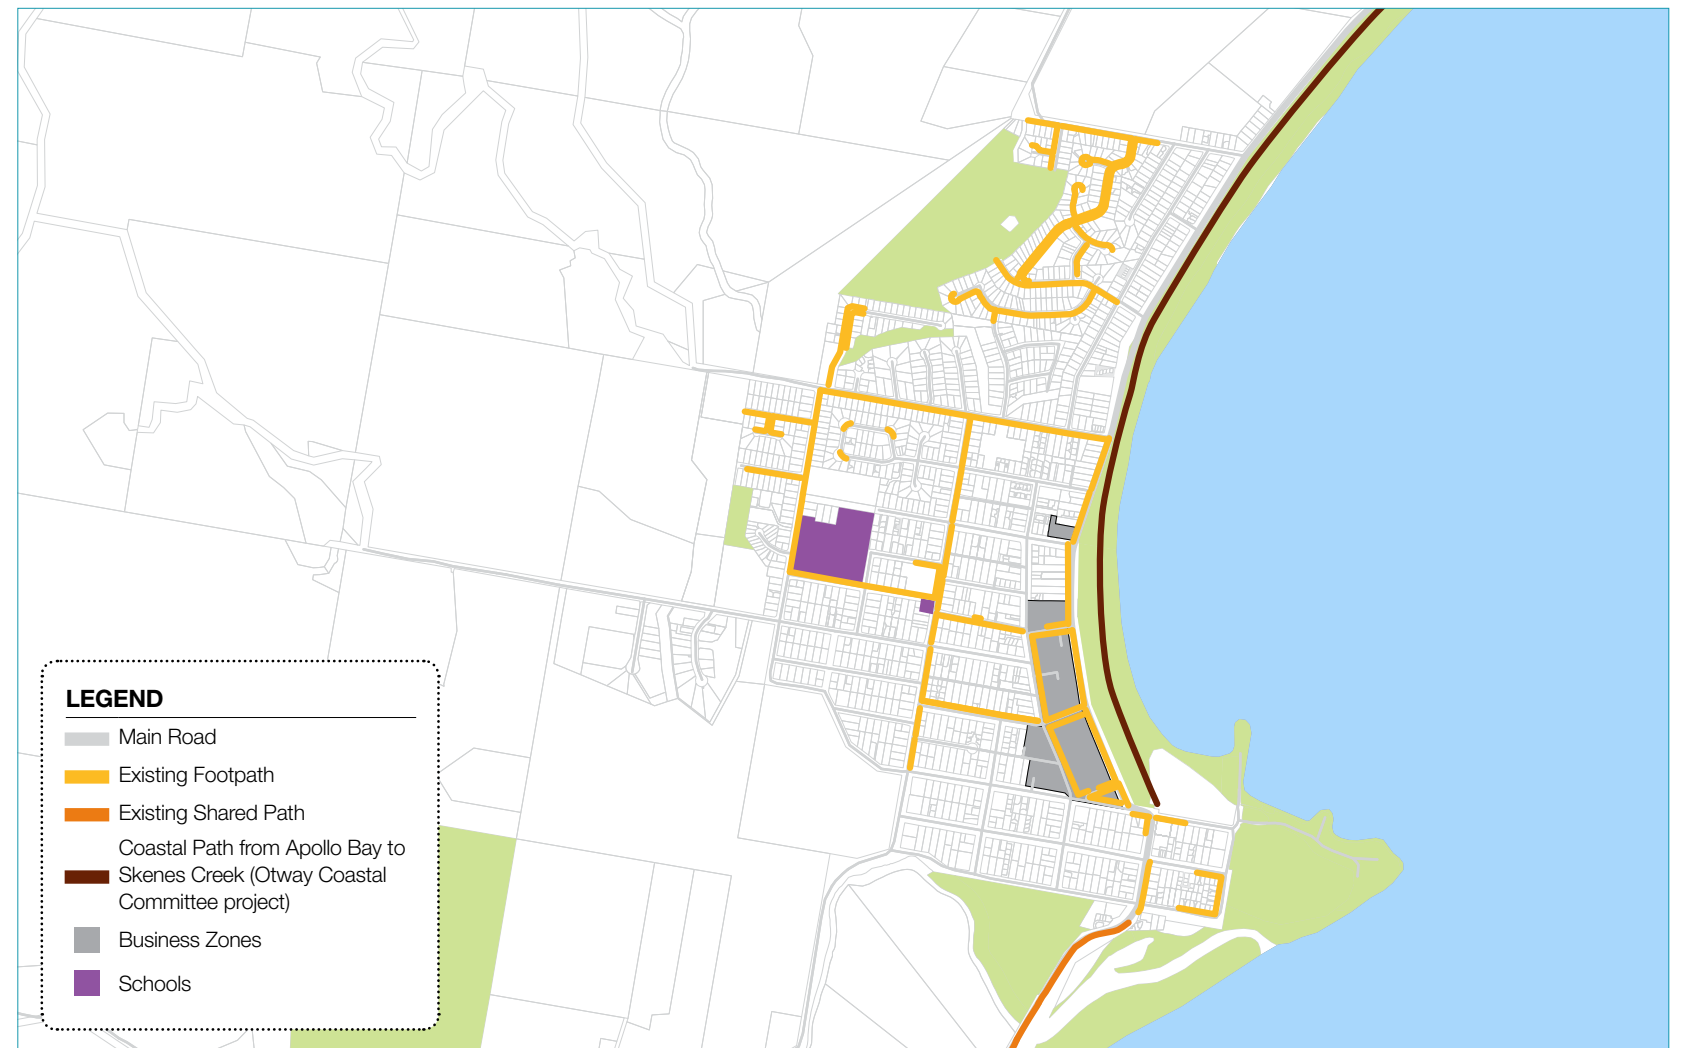 LEGEND
Main Road
Existing Footpath
Existing Shared Path
Coastal Path from Apollo Bay to
Skenes Creek (Otway Coastal
Committee project)
Business Zones
Schools